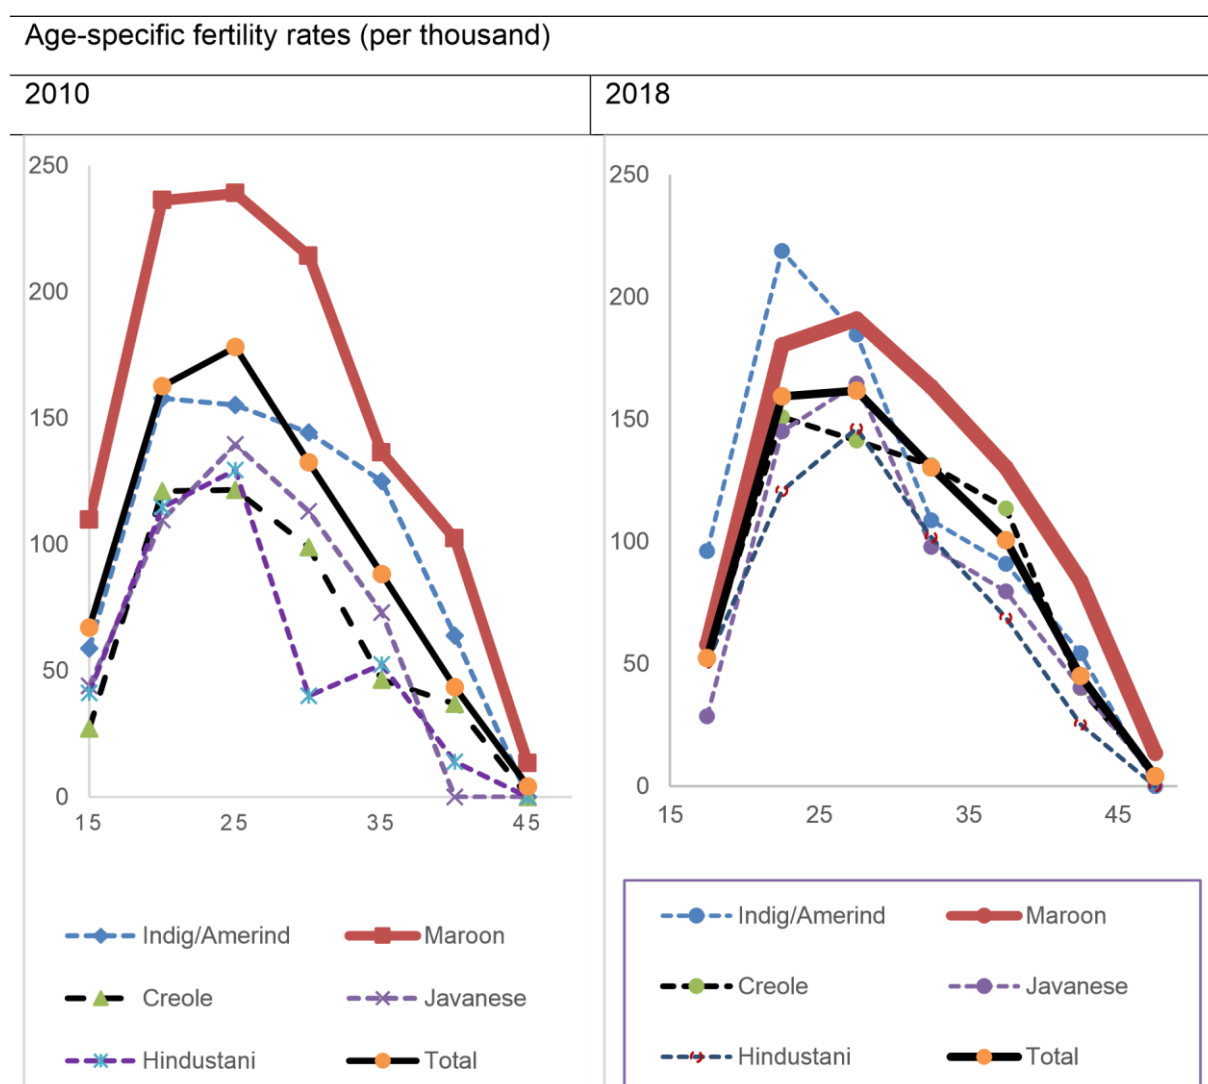 Age-specific fertility rates (per thousand)
2010
2018
250
200
150
100
50
0
15
25
35
45
Indig/Amerind
Maroon
Creole
Javanese
Hindustani
Total
250
200
150
100
50
0
15
25
35
45
Indig/Amerind
Maroon
Creole
Javanese
Hindustani
Total